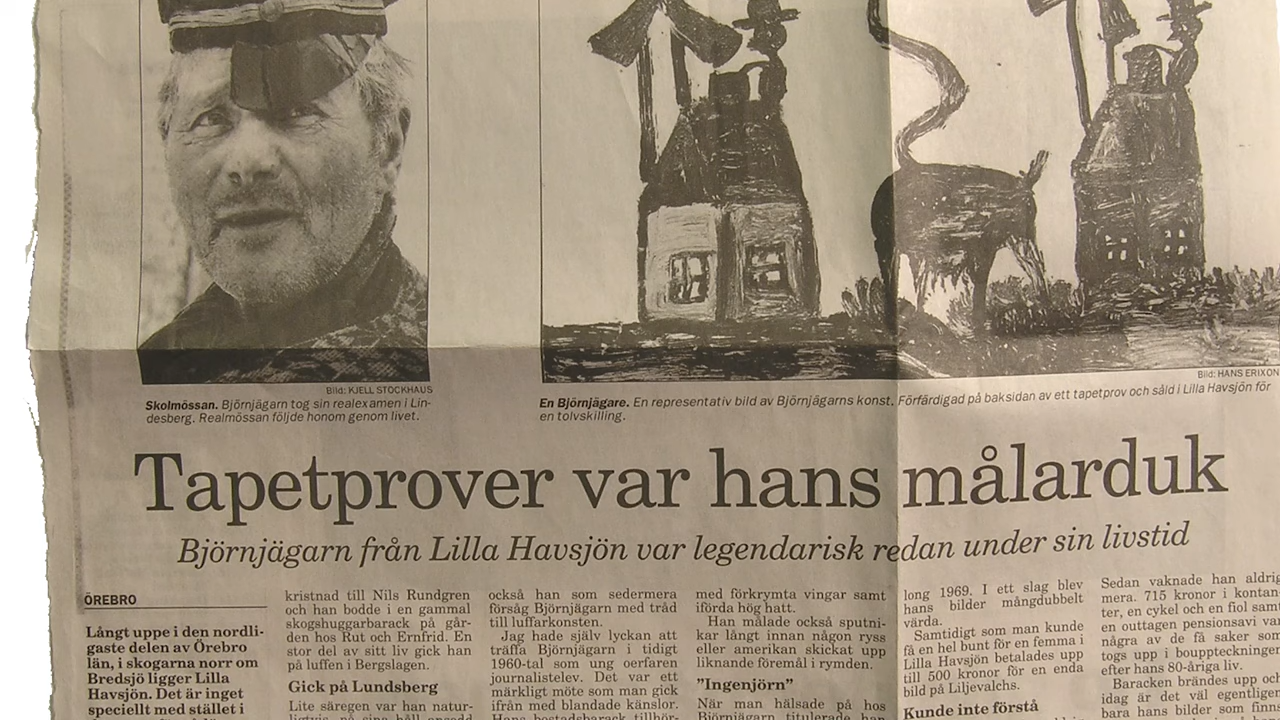 Bild: KJELL STOCKHAUS
Skolmössan. Björnjägarn tog sin realexamen i Lin-
desberg. Realmössan följde honom genom livet.
Bild: HANS ERIXON
En Björnjägare. En representativ bild av Björnjägarns konst. Förfärdigad på baksidan av ett tapetprov och såld i Lilla Havsjön för
en tolvskilling.
Tapetprover var hans målarduk
Björnjägarn från Lilla Havsjön var legendarisk redan under sin livstid
ÖREBRO
Långt uppe i den nordli-
gaste delen av Örebro
län, i skogarna norr om
Bredsjö ligger Lilla
Havsjön. Det är inget
speciellt med stället i
kristnad till Nils Rundgren
och han bodde i en gammal
skogshuggarbarack på går-
den hos Rut och Ernfrid. En
stor del av sitt liv gick han
på luffen i Bergslagen.
Gick på Lundsberg
Lite säregen var han natur-
också han som sedermera
försåg Björnjägarn med tråd
till luffarkonsten.
Jag hade själv lyckan att
träffa Björnjägarn i tidigt
1960-tal som ung oerfaren
journalistelev. Det var ett
märkligt möte som man gick
ifrån med blandade känslor.
Hans bostadsbarack tillhör-
med förkrymta vingar samt
iförda hög hatt.
Han målade också sputni-
kar långt innan någon ryss
eller amerikan skickat upp
liknande föremål i rymden.
"Ingenjörn"
När man hälsade på hos
Björnjägarn titulerade han
long 1969. I ett slag blev
hans bilder mångdubbelt
värda.
Samtidigt som man kunde
få en hel bunt för en femma i
Lilla Havsjön betalades upp
till 500 kronor för en enda
bild på Liljevalchs.
Kunde inte förstå
Sedan vaknade han aldrig
mera. 715 kronor i kontan-
ter, en cykel och en fiol samt
en outtagen pensionsavi var
några av de få saker som
togs upp i bouppteckningen
efter hans 80-åriga liv.
Baracken brändes upp och
idag är det väl egentligen
bara hans bilder som finns